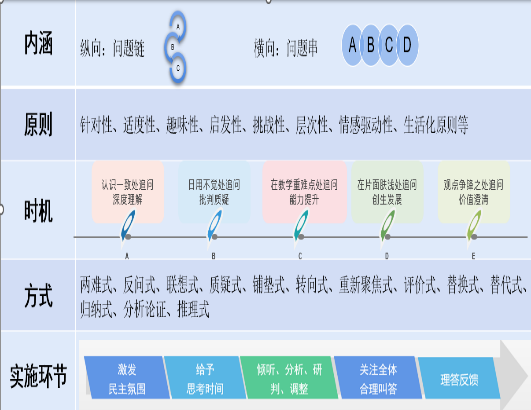 内涵
纵向：问题链
A
B
C
横向：问题串
A B C D
原则
针对性、适度性、趣味性、启发性、挑战性、层次性、情感驱动性、生活化原则等
时机
认识一致处追问
深度理解
日用不觉处追问
批判质疑
在教学重难点处追问
能力提升
在片面肤浅处追问
创生发展
观点争锋之处追问
价值澄清
A
B
C
D
E
方式
两难式、反问式、联想式、质疑式、铺垫式、转向式、重新聚焦式、评价式、替换式、替代式、
归纳式、分析论证、推理式
实施环节
激发
民主氛围
给予
思考时间
倾听、分析、研
判、调整
关注全体
合理叫答
理答反馈